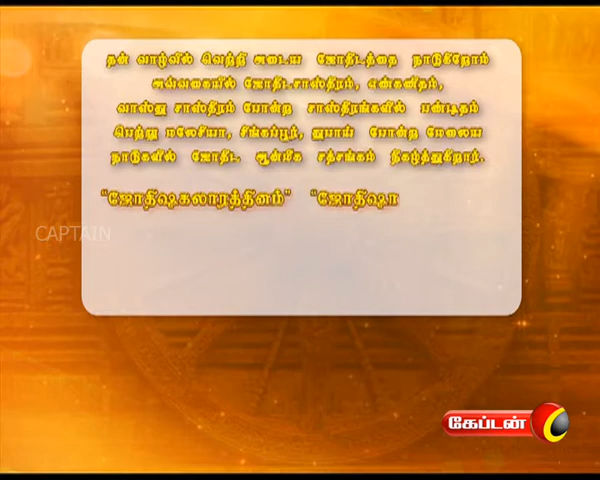 தன் வாழ்வில் வெற்றி அடைய ஜோதிடத்தை நாடுகிறோம்
அவ்வகையில் ஜோதிடசாஸ்திரம், எண்கணிதம்,
வாஸ்து சாஸ்திரம் போன்ற சாஸ்திரங்களில் பண்டிதம்
பெற்று மலேசியா, சிங்கப்பூர், துபாய் போன்ற மேலைய
நாடுகளில் ஜோதிட ஆன்மீக சத்சங்கம் நிகழ்த்துகிறார்.
"ஜோதிஷகலாரத்தினம்" "ஜோதிஷா
CAPTAIN
கேப்டன்